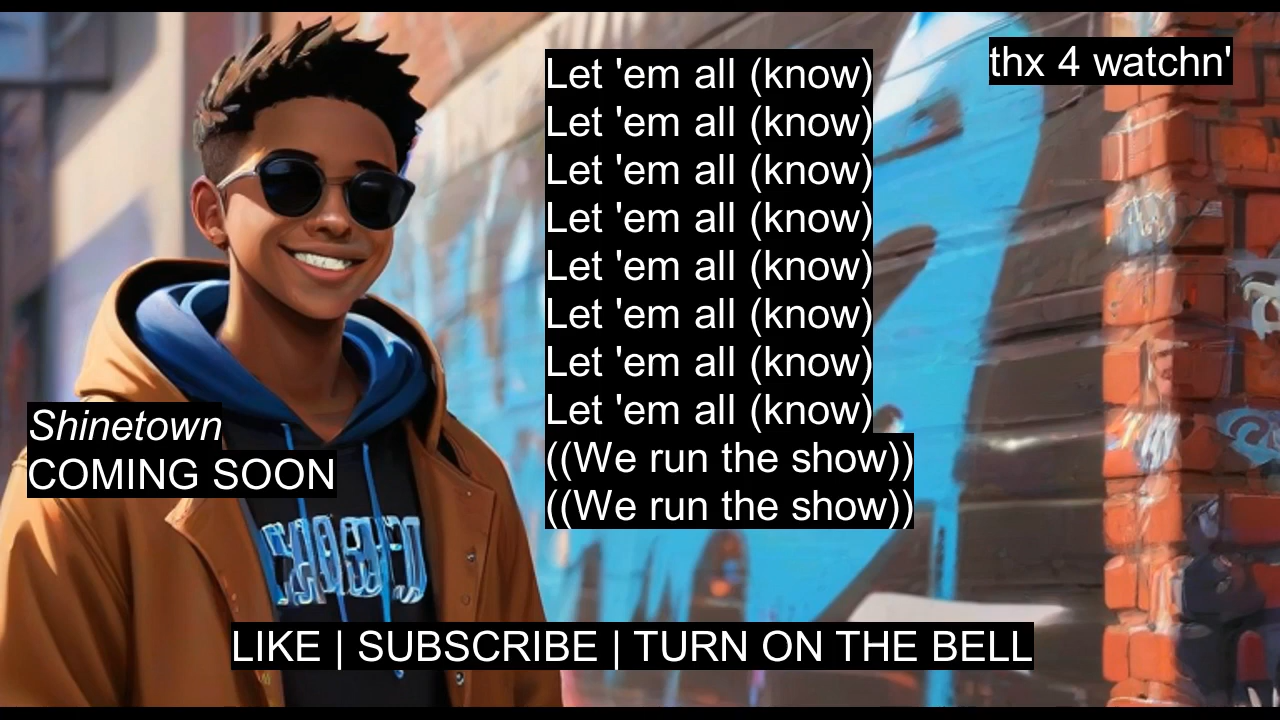 thx 4 watchn'
Let 'em all (know)
Let 'em all (know)
Let 'em all (know)
Let 'em all (know)
Let 'em all (know)
Let 'em all (know)
Let 'em all (know)
Let 'em all (know)
((We run the show))
((We run the show))
Shinetown
COMING SOON
LIKE | SUBSCRIBE | TURN ON THE BELL